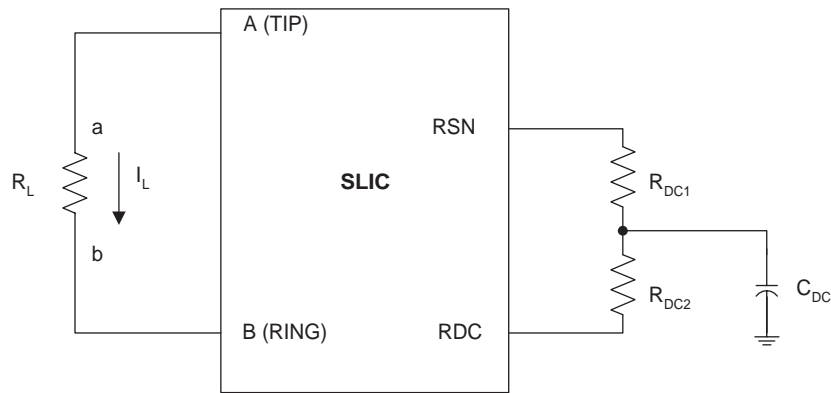 A (TIP)
RSN
a
R_L
I_L
SLIC
R_DC1
b
R_DC2
C_DC
B (RING)
RDC